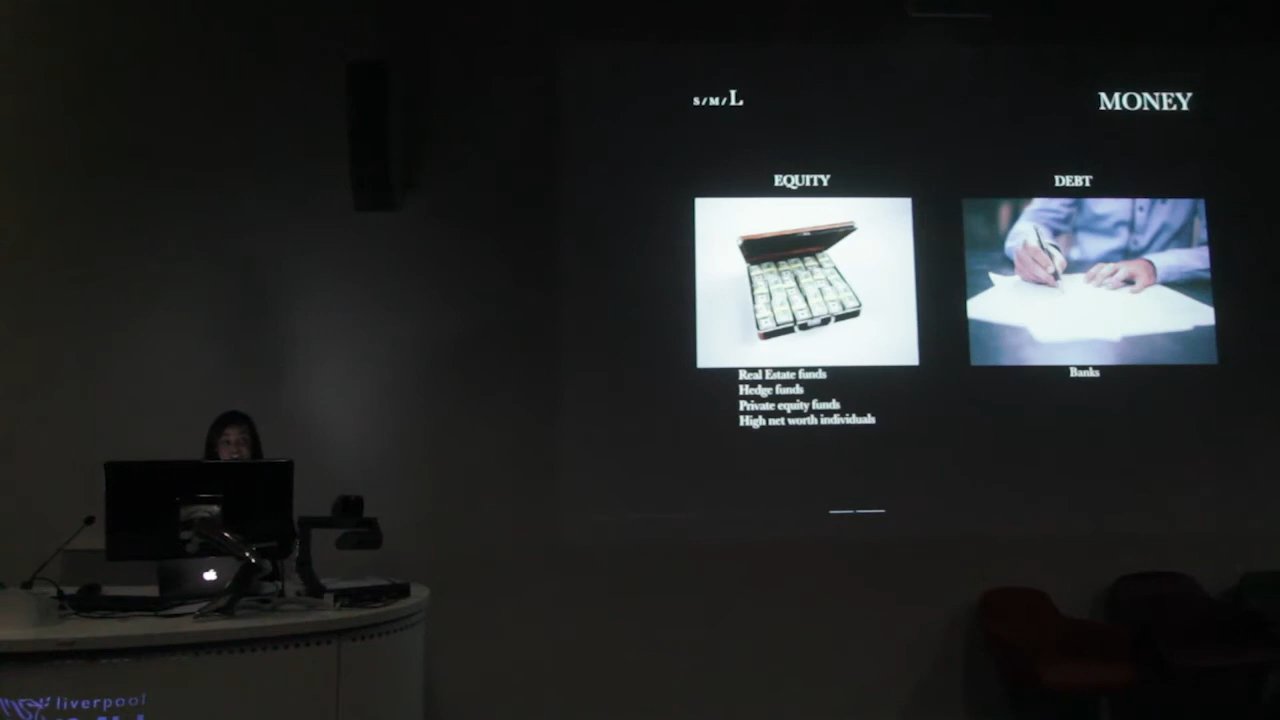 S/M/L
MONEY
EQUITY
DEBT
Real Estate funds
Hedge funds
Private equity funds
High net worth individuals
Banks
liverpool